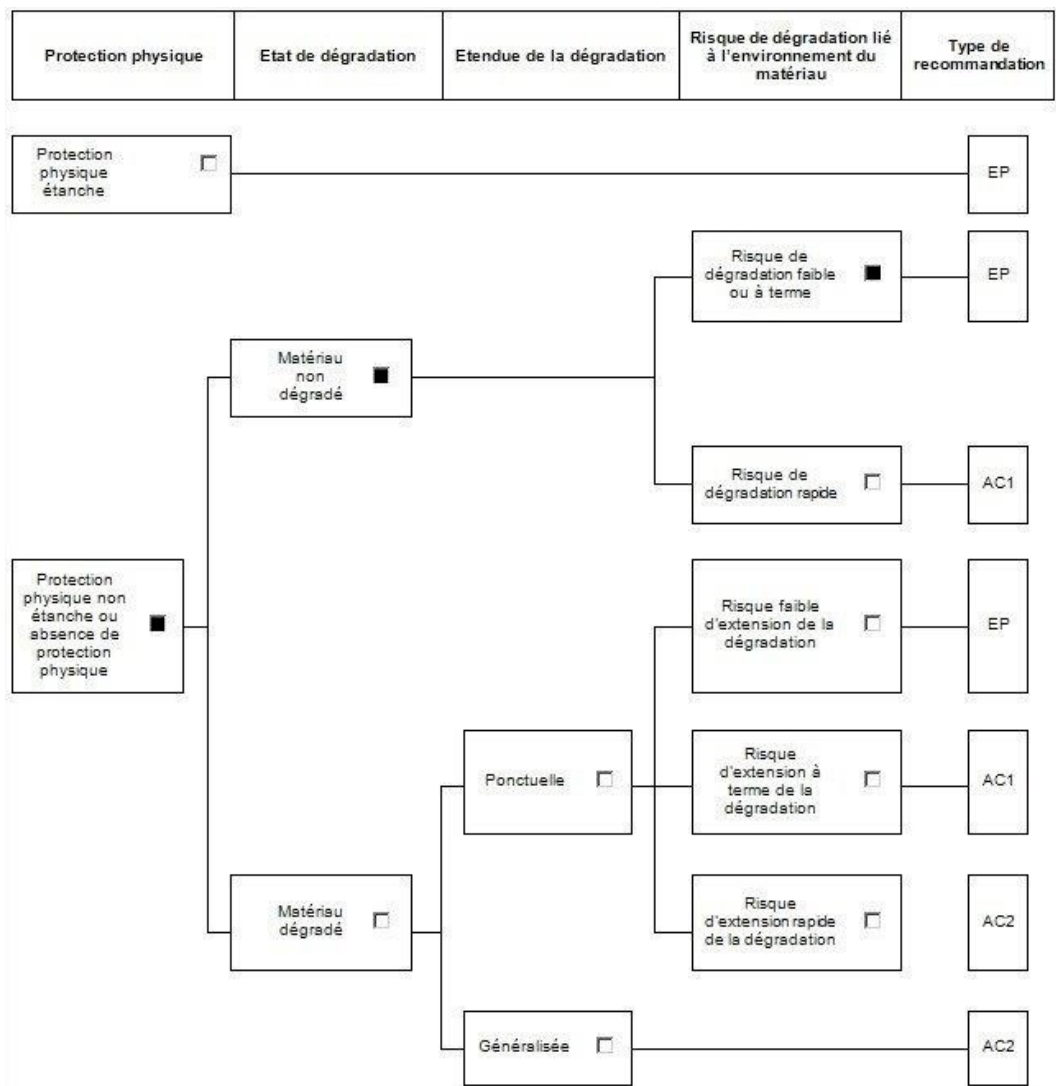 Protection physique
Etat de dégradation
Etendue de la dégradation
Risque de dégradation lié
à l'environnement du
matériau
Type de
recommandation
Protection
physique
étanche
EP
Risque de
dégradation faible
ou à terme
EP
Matériau
non
dégradé
Risque de
dégradation rapide
AC1
Protection
physique non
étanche ou
absence de
protection
physique
Risque faible
d'extension de la
dégradation
EP
Ponctuelle
Risque
d'extension à
terme de la
dégradation
AC1
Matériau
dégradé
Risque
d'extension rapide
de la dégradation
AC2
Généralisée
AC2